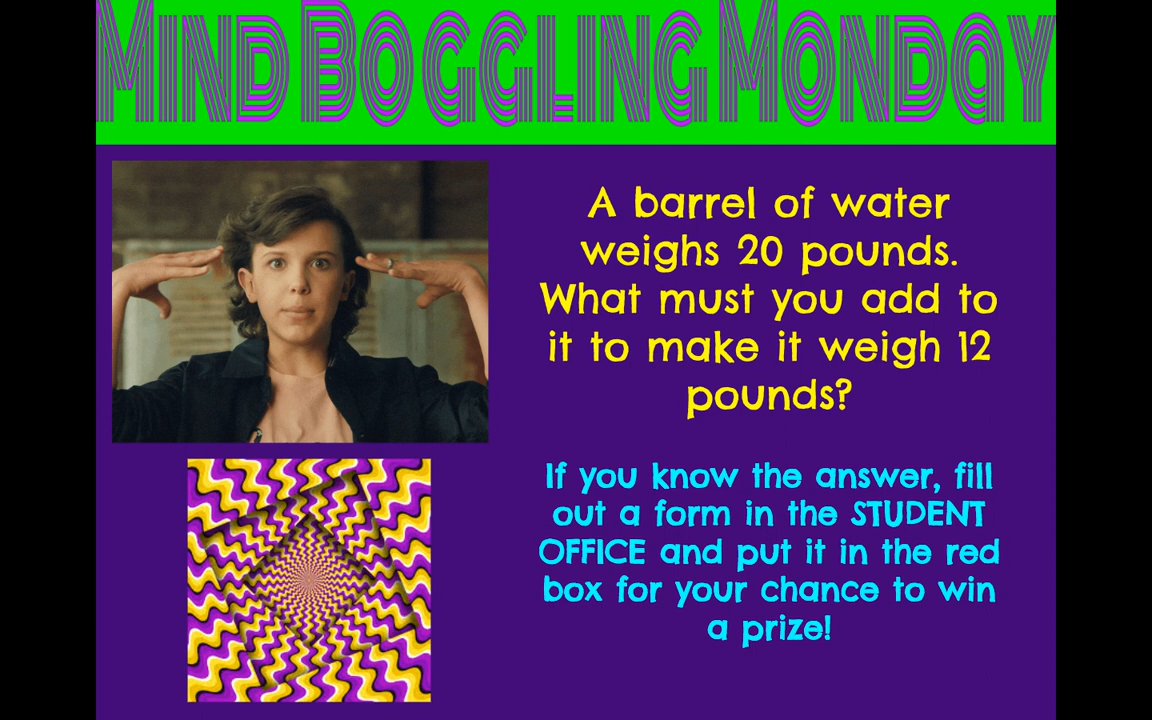 MIND BOGGLING MONDAY
A barrel of water
weighs 20 pounds.
What must you add to
it to make it weigh 12
pounds?
If you know the answer, fill
out a form in the STUDENT
OFFICE and put it in the red
box for your chance to win
a prize!